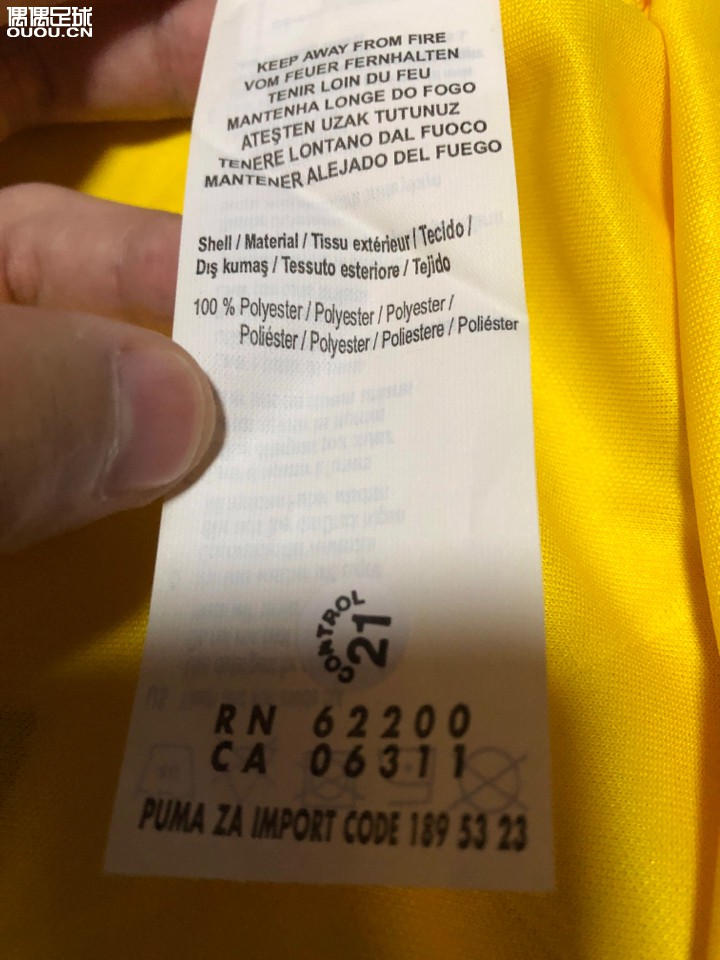 偶偶足球
OUOU.CN
KEEP AWAY FROM FIRE
VOM FEUER FERNHALTEN
TENIR LOIN DU FEU
MANTENHA LONGE DO FOGO
ATEŞTEN UZAK TUTUNUZ
TENERE LONTANO DAL FUOCO
MANTENER ALEJADO DEL FUEGO
Shell / Material / Tissu extérieur / Tecido /
Dış kumaş / Tessuto esteriore / Tejido
100 % Polyester / Polyester / Polyester /
Poliéster / Polyester / Poliestere / Poliéster
CONTROL
21
RN 62200
CA 06311
PUMA ZA IMPORT CODE 189 53 23